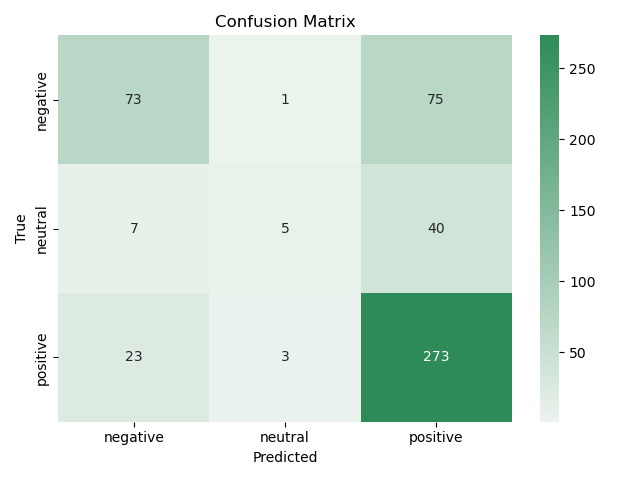 Confusion Matrix
True
negative
73
1
75
neutral
7
5
40
positive
23
3
273
negative
neutral
positive
Predicted
250
200
150
100
50